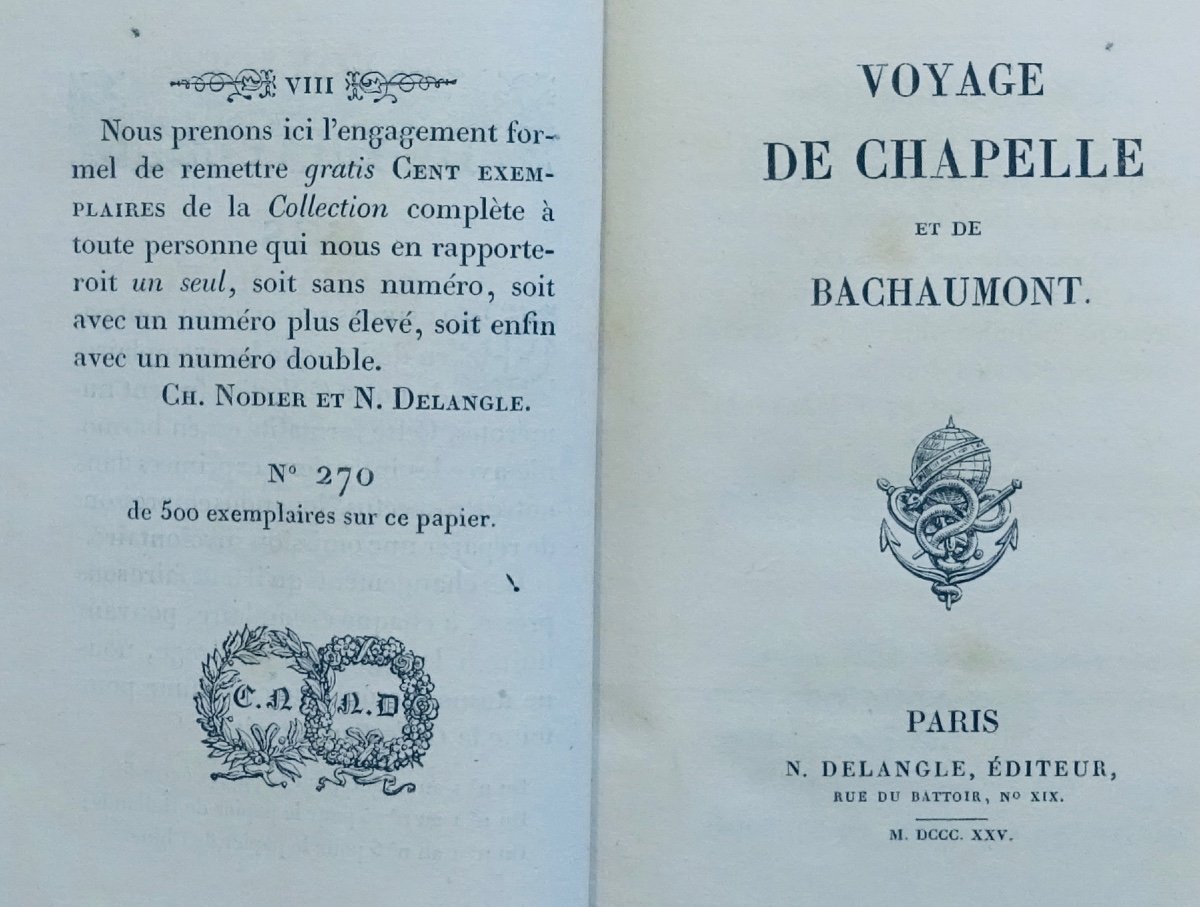 VIII
Nous prenons ici l'engagement for-
mel de remettre gratis CENT EXEM-
PLAIRES de la Collection complète à
toute personne qui nous en rapporte-
roit un seul, soit sans numéro, soit
avec un numéro plus élevé, soit enfin
avec un numéro double.
CH. NODIER ET N. DELANGLE.
No 270
de 500 exemplaires sur ce papier.
C.N N.D
VOYAGE
DE CHAPELLE
ET DE
BACHAUMONT.
PARIS
N. DELANGLE, ÉDITEUR,
RUE DU BATTOIR, No XIX.
M. DCCC. XXV.